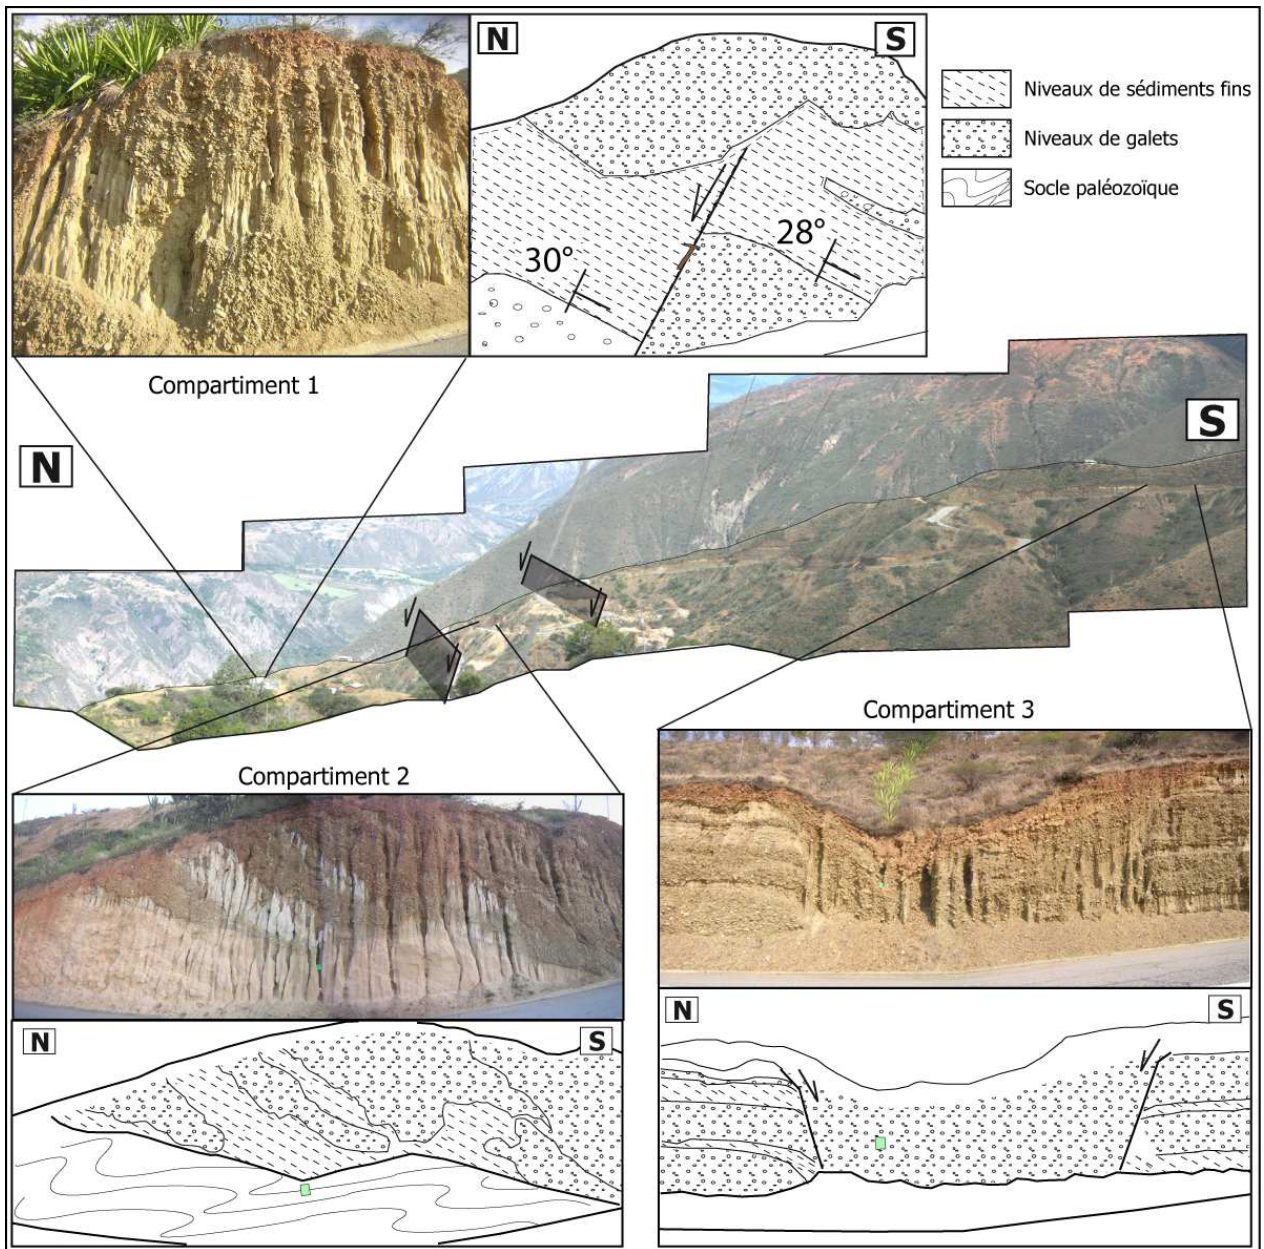 N
S
Niveaux de sédiments fins
Niveaux de galets
Socle paléozoïque
30°
28°
Compartiment 1
N
S
Compartiment 3
Compartiment 2
N
S
N
S